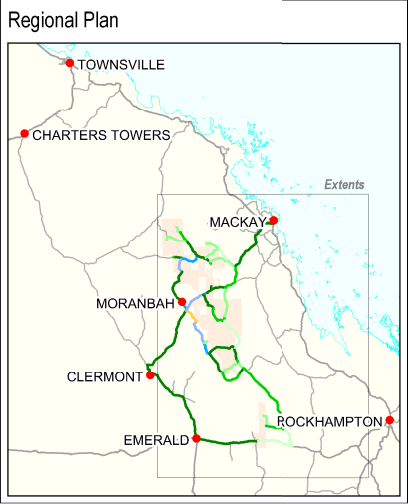 Regional Plan
TOWNSVILLE
CHARTERS TOWERS
Extents
MACKAY
MORANBAH
CLERMONT
ROCKHAMPTON
EMERALD